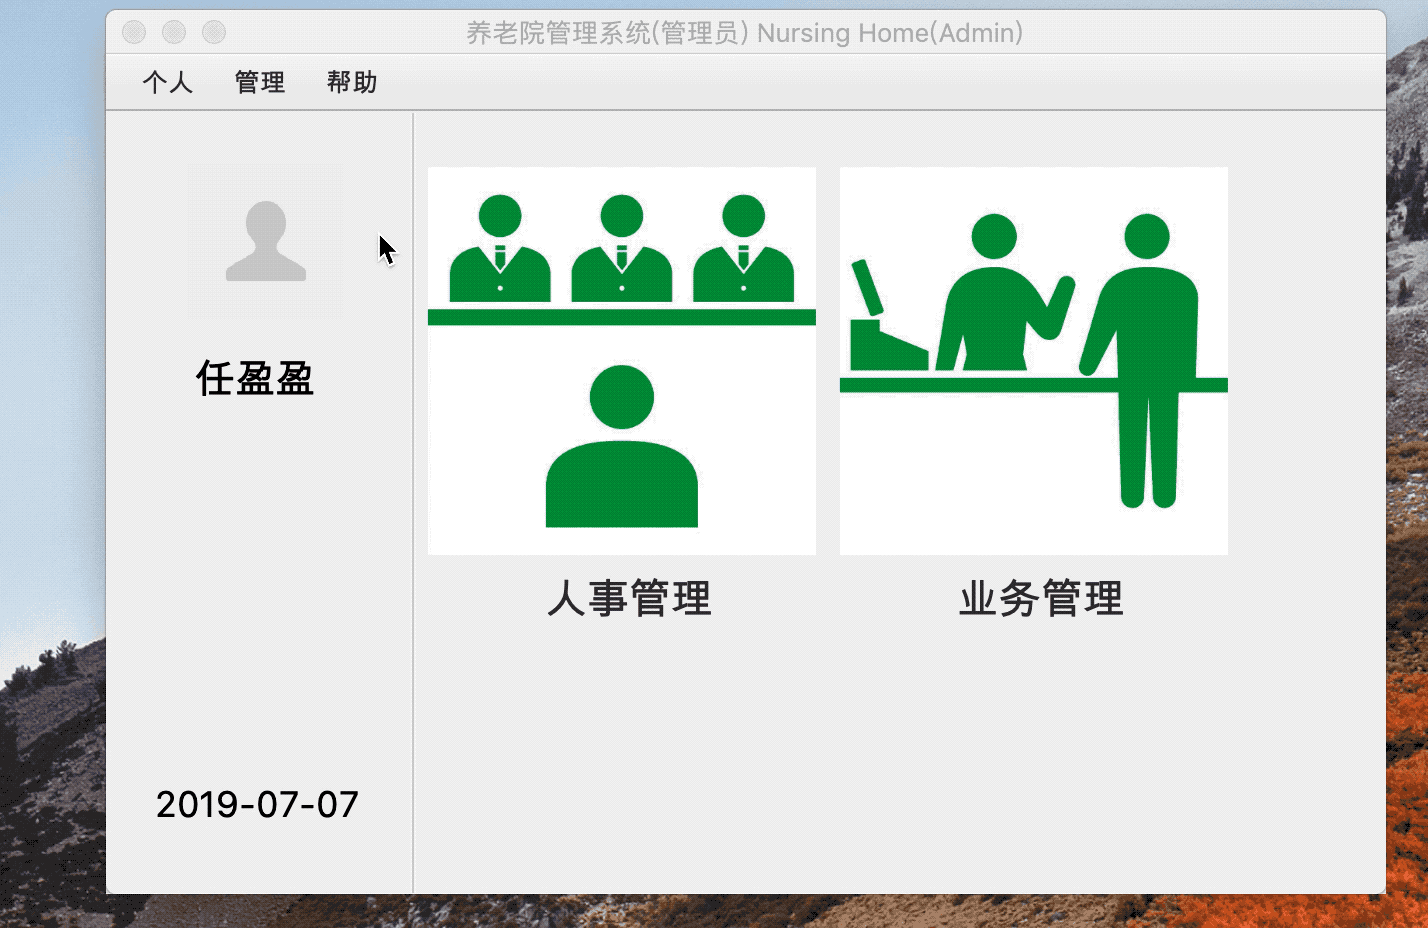 养老院管理系统(管理员) Nursing Home(Admin)
个人 管理 帮助
任盈盈
人事管理 业务管理
2019-07-07